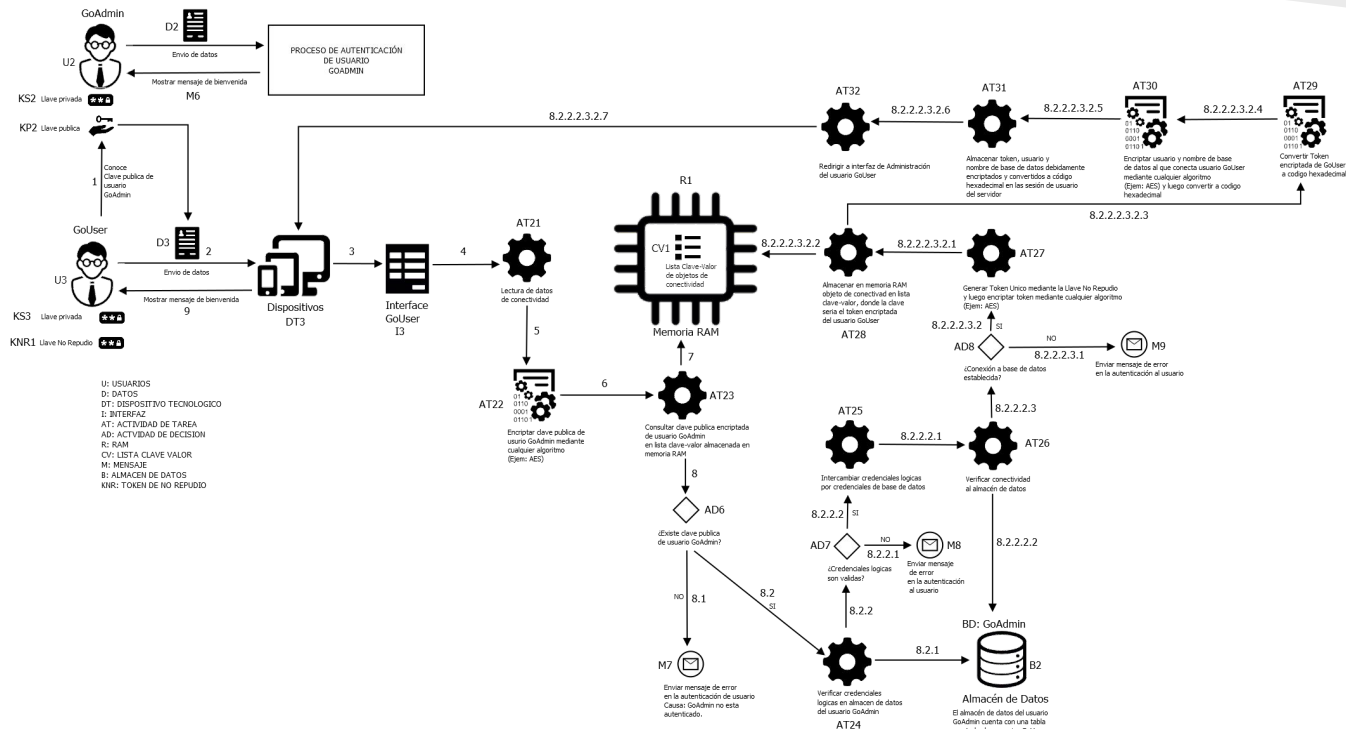 GoAdmin
D2
Envio de datos
U2
Mostrar mensaje de bienvenida
M6
PROCESO DE AUTENTICACIÓN
DE USUARIO
GOADMIN
KS2 Llave privada
KP2 Llave publica
1
Conoce
Clave publica de
usuario
GoAdmin
GoUser
D3
2
Envio de datos
U3
Mostrar mensaje de bienvenida
9
KS3 Llave privada
KNR1 Llave No Repudio
U: USUARIOS
D: DATOS
DT: DISPOSITIVO TECNOLOGICO
I: INTERFAZ
AT: ACTIVIDAD DE TAREA
AD: ACTVIDAD DE DECISION
R: RAM
CV: LISTA CLAVE VALOR
M: MENSAJE
B: ALMACEN DE DATOS
KNR: TOKEN DE NO REPUDIO
Dispositivos
DT3
3
Interface
GoUser
I3
4
AT21
Lectura de datos
de conectividad
5
AT22
01
0110
0001
01101
Encriptar clave publica de
usurio GoAdmin mediante
cualquier algoritmo
(Ejem: AES)
6
AT23
Consultar clave publica encriptada
de usuario GoAdmin
en lista clave-valor almacenada en
memoria RAM
7
R1
CV1
Lista Clave-Valor
de objetos de
conectividad
Memoria RAM
8
AD6
¿Existe clave publica
de usuario GoAdmin?
NO 8.1
8.2
SI
M7
Enviar mensaje de error
en la autenticación de usuario
Causa: GoAdmin no esta
autenticado.
Verificar credenciales
logicas en almacen de datos
del usuario GoAdmin
AT24
8.2.1
8.2.2
AD7
¿Credenciales logicas
son validas?
NO
8.2.2.1
M8
Enviar mensaje
de error
en la autenticación
al usuario
8.2.2.2 SI
AT25
Intercambiar credenciales logicas
por credenciales de base de datos
8.2.2.2.1
AT26
Verificar conectividad
al almacén de datos
8.2.2.2.2
BD: GoAdmin
B2
Almacén de Datos
El almacén de datos del usuario
GoAdmin cuenta con una tabla
8.2.2.2.3
AD8
¿Conexión a base de datos
establecida?
NO
8.2.2.2.3.1
M9
Enviar mensaje de error
en la autenticación al usuario
8.2.2.2.3.2 SI
AT27
Generar Token Unico mediante la Llave No Repudio
y luego encriptar token mediante cualquier algoritmo
(Ejem: AES)
8.2.2.2.3.2.1
Almacenar en memoria RAM
objeto de conectivad en lista
clave-valor, donde la clave
seria el token encriptada
del usuario GoUser
AT28
8.2.2.2.3.2.2
8.2.2.2.3.2.3
AT29
Convertir Token
encriptada de GoUser
a codigo hexadecimal
01
0110
0001
01101
8.2.2.2.3.2.4
AT30
01
0110
0001
01101
Encriptar usuario y nombre de base
de datos al que conecta usuario GoUser
mediante cualquier algoritmo
(Ejem: AES) y luego convertir a codigo
hexadecimal
8.2.2.2.3.2.5
AT31
Almacenar token, usuario y
nombre de base de datos debidamente
encriptados y convertidos a código
hexadecimal en las sesión de usuario
del servidor
8.2.2.2.3.2.6
AT32
Redirigir a interfaz de Administración
del usuario GoUser
8.2.2.2.3.2.7